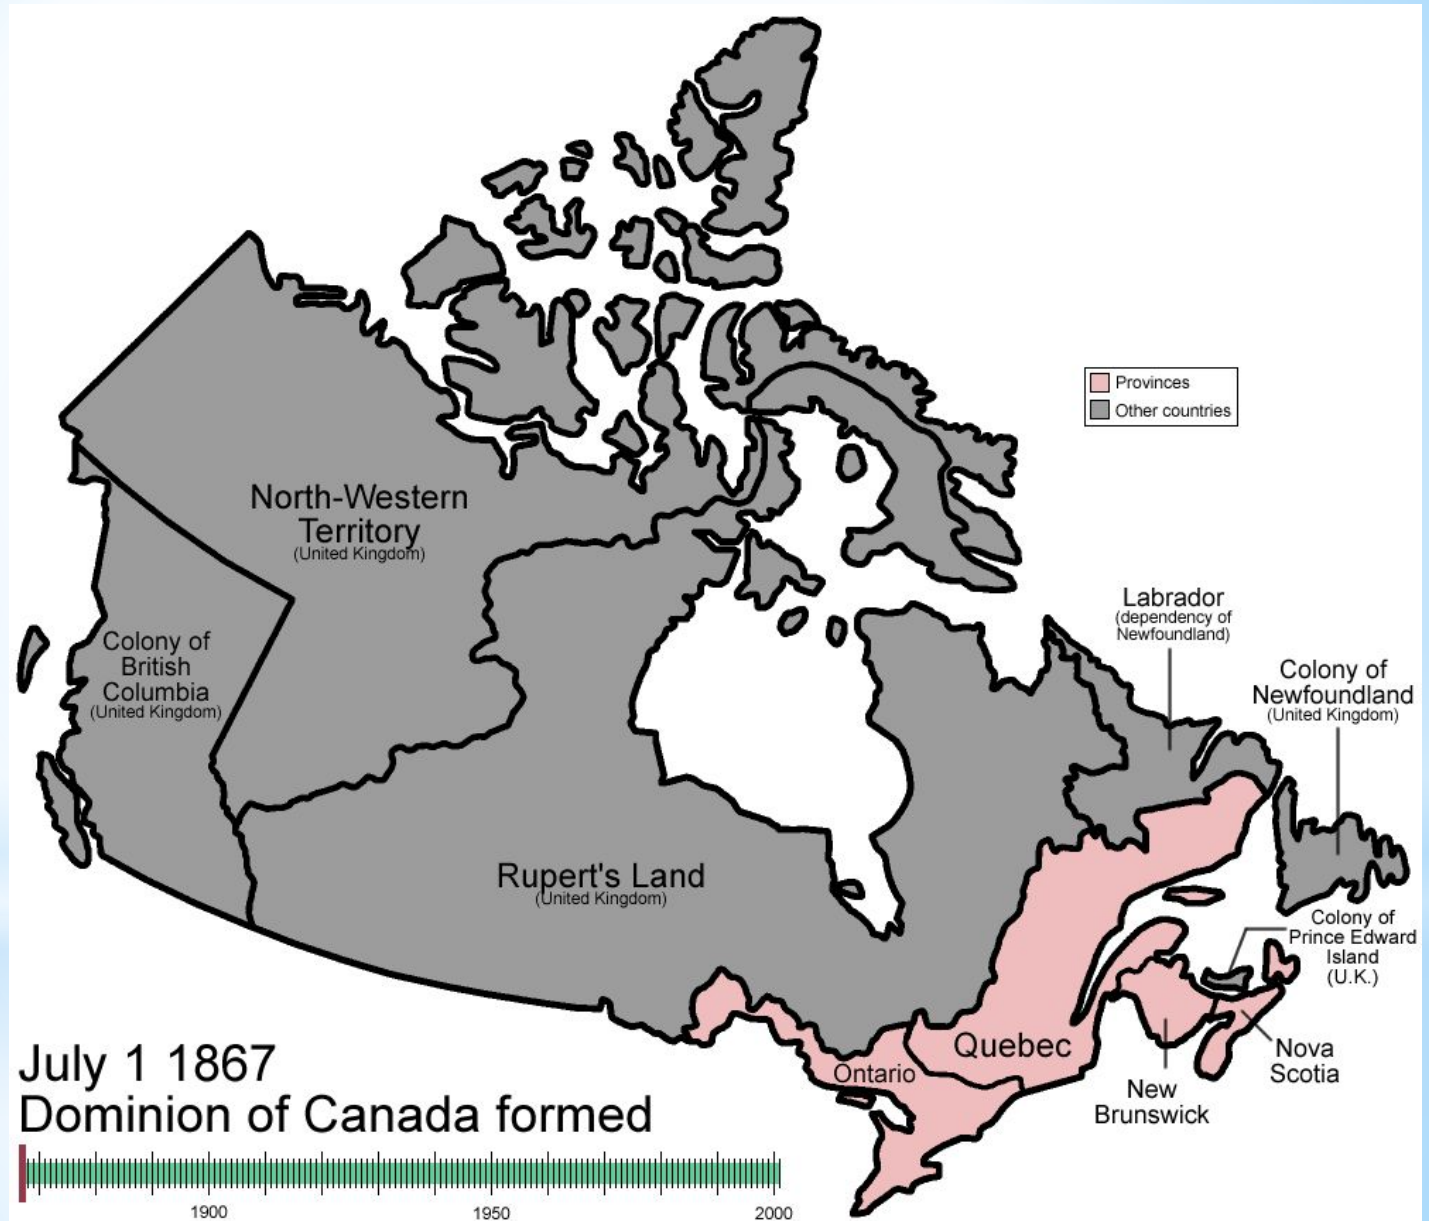 Provinces
Other countries
North-Western
Territory
(United Kingdom)
Labrador
(dependency of
Newfoundland)
Colony of
British
Columbia
(United Kingdom)
Colony of
Newfoundland
(United Kingdom)
Rupert's Land
(United Kingdom)
Colony of
Prince Edward
Island
(U.K.)
Quebec
Ontario
Nova
Scotia
New
Brunswick
July 1 1867
Dominion of Canada formed
1900 1950 2000